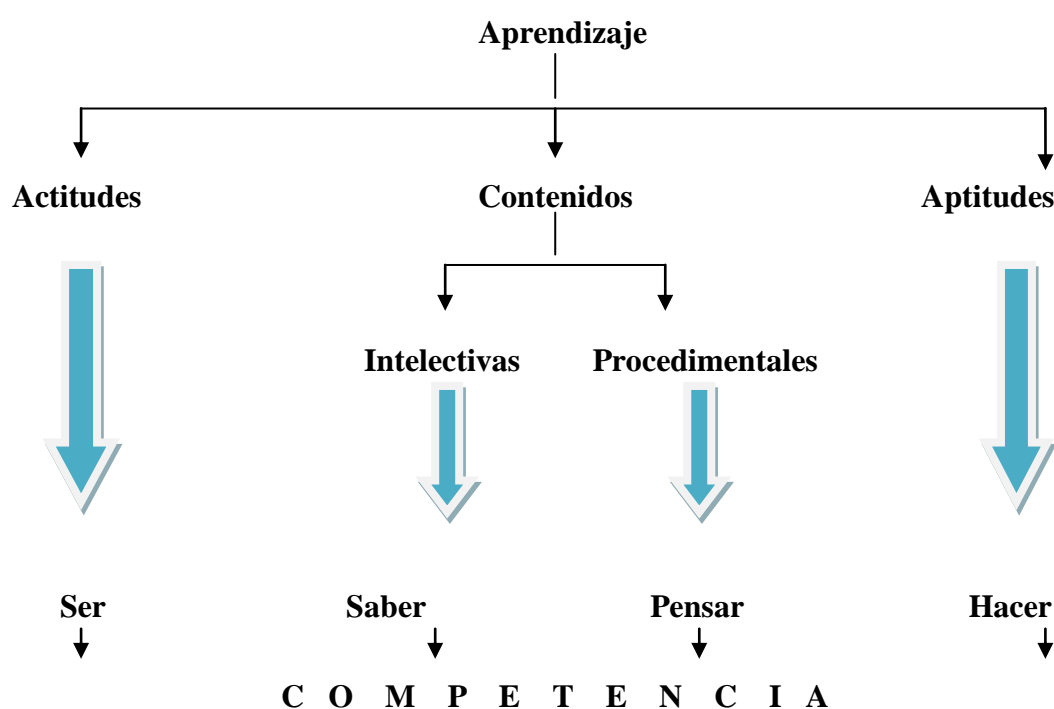 Aprendizaje
Actitudes Contenidos Aptitudes
Intelectivas Procedimentales
Ser Saber Pensar Hacer
C O M P E T E N C I A